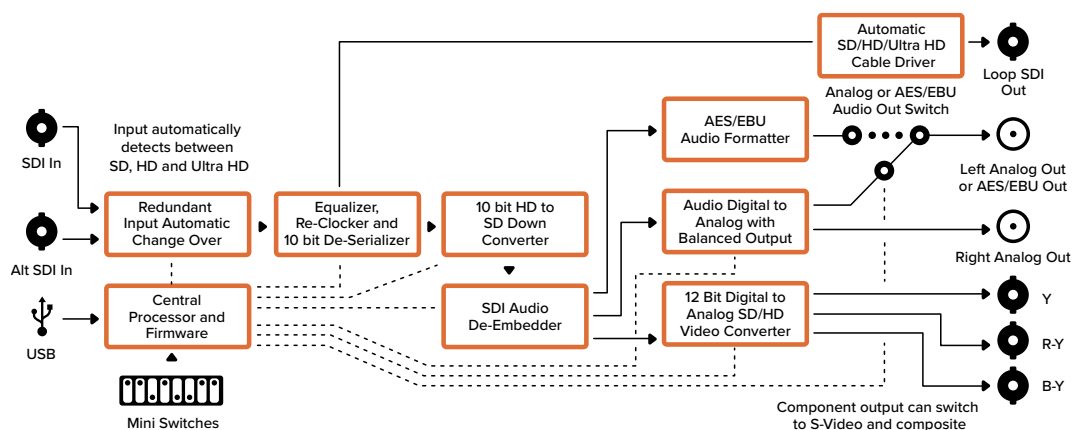 Automatic
SD/HD/Ultra HD
Cable Driver
Loop SDI
Out
Analog or AES/EBU
Audio Out Switch
SDI In
Input automatically
detects between
SD, HD and Ultra HD
AES/EBU
Audio Formatter
Left Analog Out
or AES/EBU Out
Alt SDI In
Redundant
Input Automatic
Change Over
Equalizer,
Re-Clocker and
10 bit De-Serializer
10 bit HD to
SD Down
Converter
Audio Digital to
Analog with
Balanced Output
Right Analog Out
USB
Central
Processor and
Firmware
SDI Audio
De-Embedder
12 Bit Digital to
Analog SD/HD
Video Converter
Y
R-Y
B-Y
Mini Switches
Component output can switch
to S-Video and composite